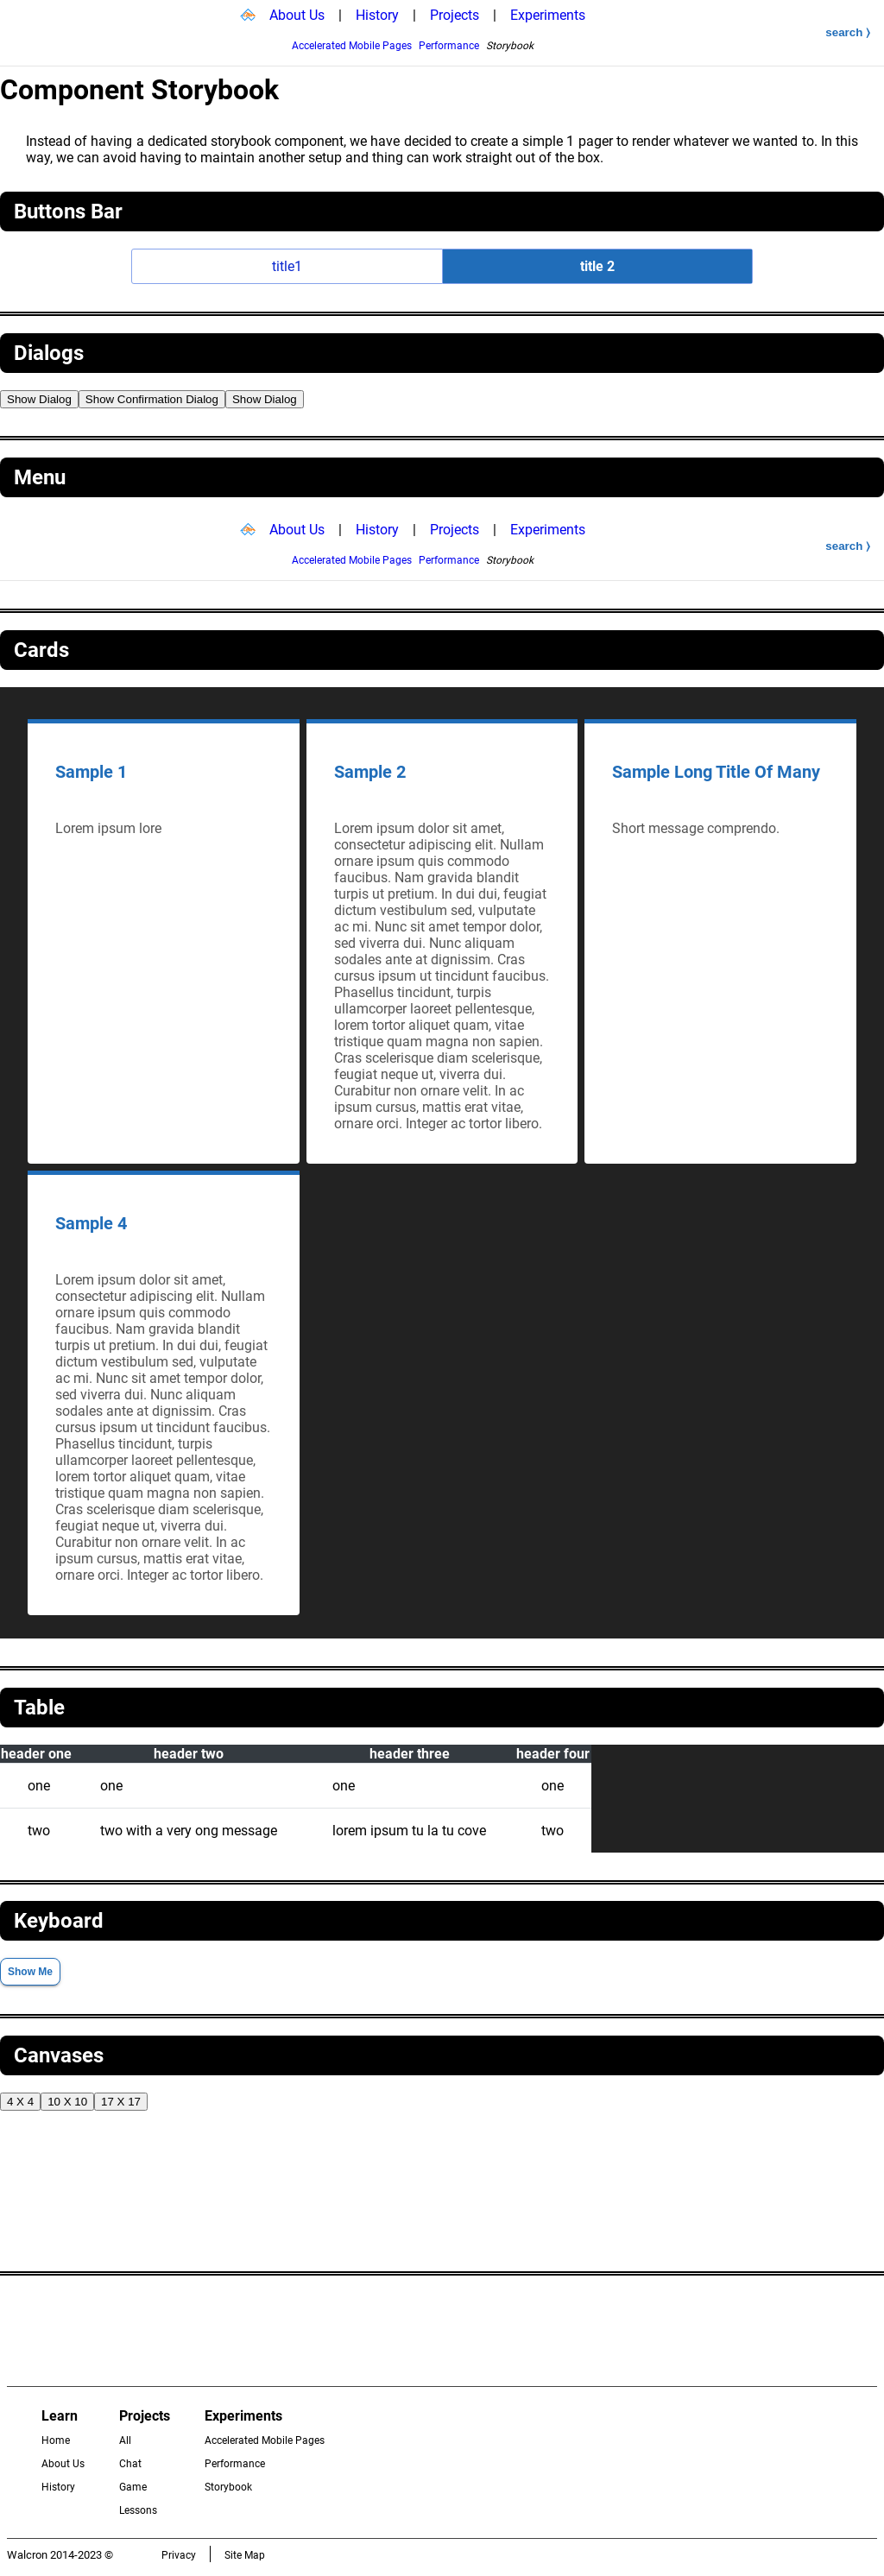 About Us | History | Projects | Experiments
search ⟩
Accelerated Mobile Pages Performance Storybook
Component Storybook
Instead of having a dedicated storybook component, we have decided to create a simple 1 pager to render whatever we wanted to. In this
way, we can avoid having to maintain another setup and thing can work straight out of the box.
Buttons Bar
title1 title 2
Dialogs
Show Dialog Show Confirmation Dialog Show Dialog
Menu
About Us | History | Projects | Experiments
search ⟩
Accelerated Mobile Pages Performance Storybook
Cards
Sample 1
Lorem ipsum lore
Sample 2
Lorem ipsum dolor sit amet,
consectetur adipiscing elit. Nullam
ornare ipsum quis commodo
faucibus. Nam gravida blandit
turpis ut pretium. In dui dui, feugiat
dictum vestibulum sed, vulputate
ac mi. Nunc sit amet tempor dolor,
sed viverra dui. Nunc aliquam
sodales ante at dignissim. Cras
cursus ipsum ut tincidunt faucibus.
Phasellus tincidunt, turpis
ullamcorper laoreet pellentesque,
lorem tortor aliquet quam, vitae
tristique quam magna non sapien.
Cras scelerisque diam scelerisque,
feugiat neque ut, viverra dui.
Curabitur non ornare velit. In ac
ipsum cursus, mattis erat vitae,
ornare orci. Integer ac tortor libero.
Sample Long Title Of Many
Short message comprendo.
Sample 4
Lorem ipsum dolor sit amet,
consectetur adipiscing elit. Nullam
ornare ipsum quis commodo
faucibus. Nam gravida blandit
turpis ut pretium. In dui dui, feugiat
dictum vestibulum sed, vulputate
ac mi. Nunc sit amet tempor dolor,
sed viverra dui. Nunc aliquam
sodales ante at dignissim. Cras
cursus ipsum ut tincidunt faucibus.
Phasellus tincidunt, turpis
ullamcorper laoreet pellentesque,
lorem tortor aliquet quam, vitae
tristique quam magna non sapien.
Cras scelerisque diam scelerisque,
feugiat neque ut, viverra dui.
Curabitur non ornare velit. In ac
ipsum cursus, mattis erat vitae,
ornare orci. Integer ac tortor libero.
Table
header one header two header three header four
one one one one
two two with a very ong message lorem ipsum tu la tu cove two
Keyboard
Show Me
Canvases
4 X 4 10 X 10 17 X 17
Learn
Home
About Us
History
Projects
All
Chat
Game
Lessons
Experiments
Accelerated Mobile Pages
Performance
Storybook
Walcron 2014-2023 © Privacy Site Map